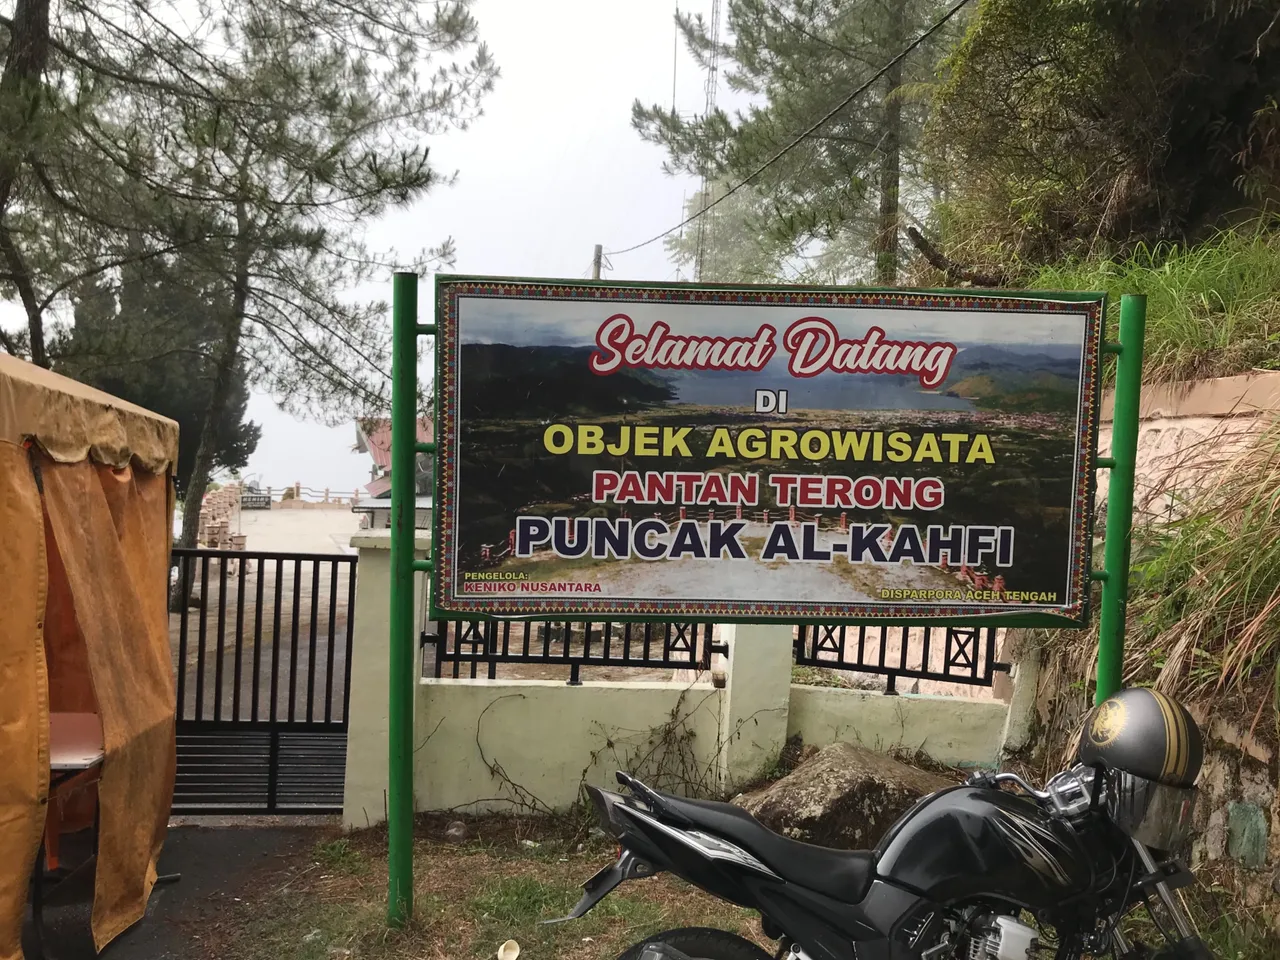 Selamat Datang
DI
OBJEK AGROWISATA
PANTAN TERONG
PUNCAK AL-KAHFI
PENGELOLA:
KENIKO NUSANTARA
DISPARPORA ACEH TENGAH